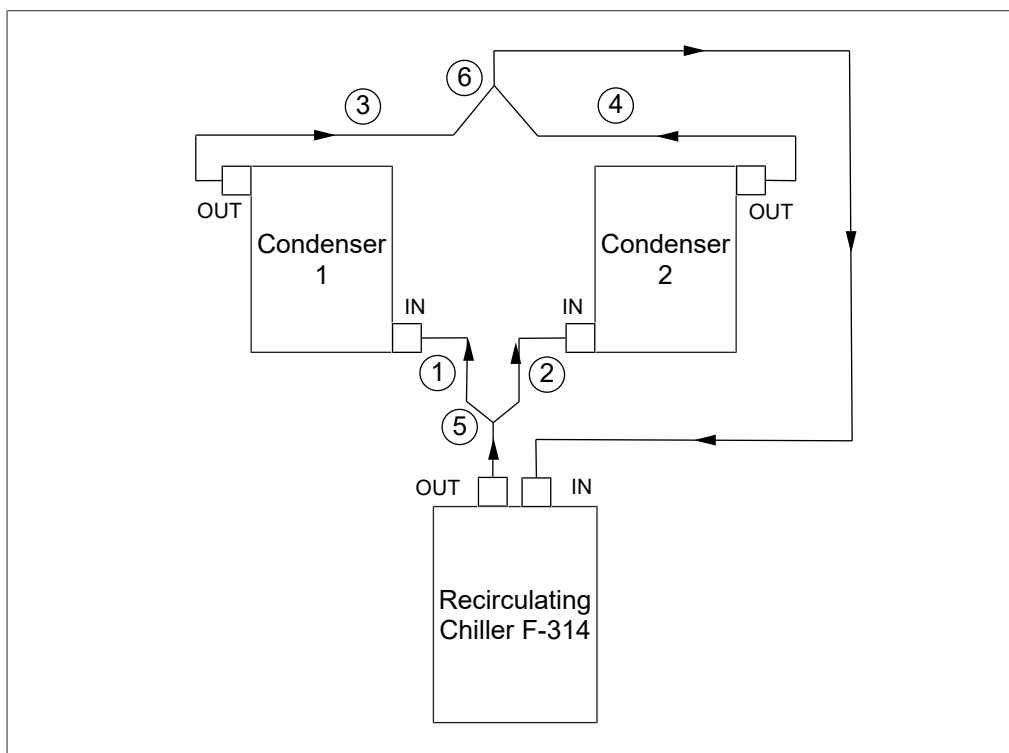 6
3
4
OUT
OUT
Condenser
1
Condenser
2
IN
IN
1
2
5
OUT
IN
Recirculating
Chiller F-314